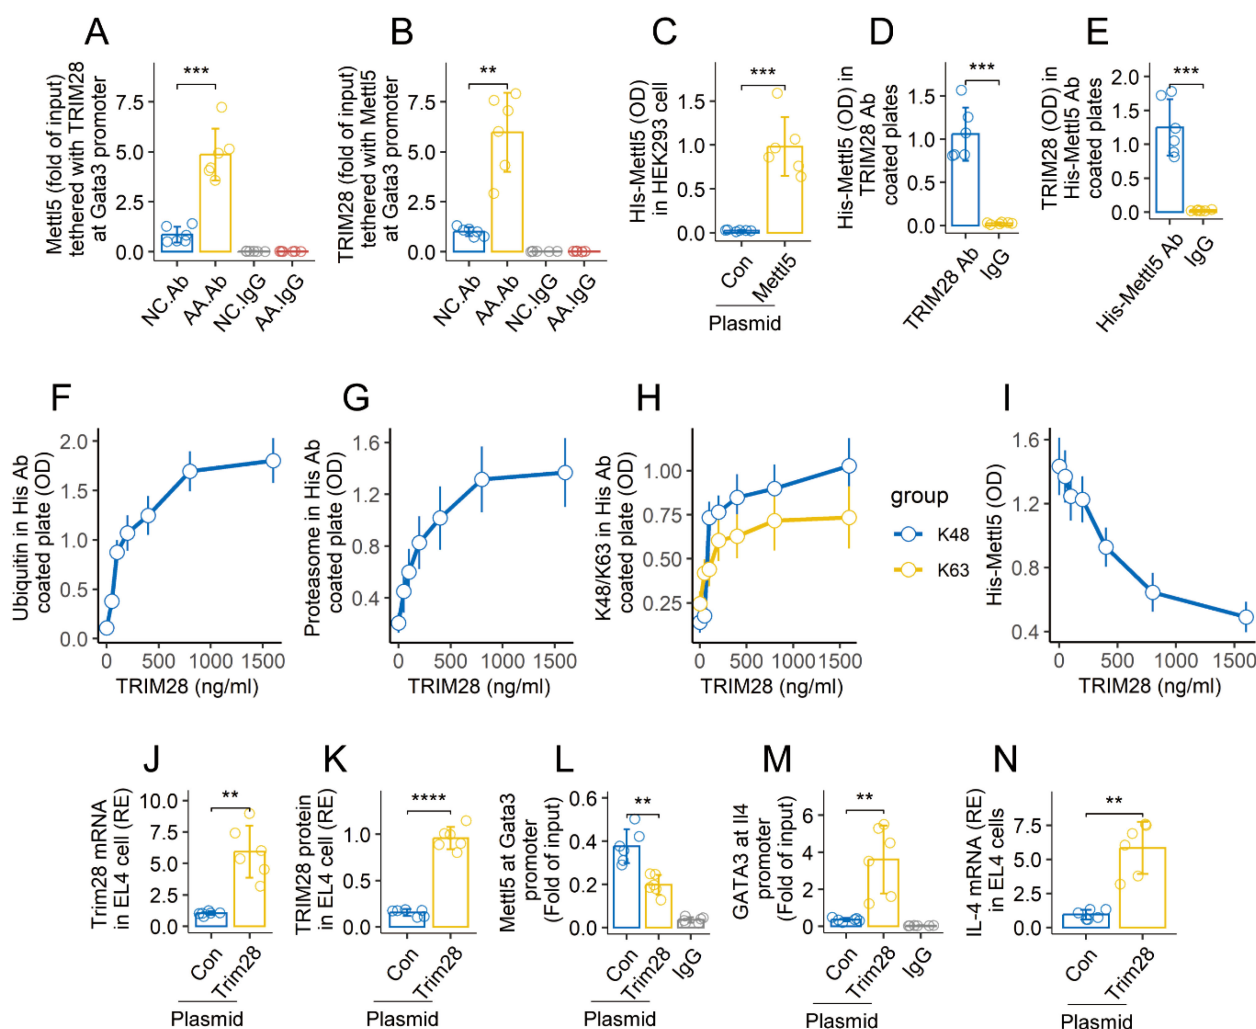 A
Mettl5 (fold of input)
tethered with TRIM28
at Gata3 promoter
7.5
5.0
2.5
0.0
***
NC.Ab
AA.Ab
NC.IgG
AA.IgG
B
TRIM28 (fold of input)
tethered with Mettl5
at Gata3 promoter
7.5
5.0
2.5
0.0
**
NC.Ab
AA.Ab
NC.IgG
AA.IgG
C
HIs-Mettl5 (OD)
in HEK293 cell
1.5
1.0
0.5
0.0
***
Con
Mettl5
Plasmid
D
His-Mettl5 (OD) in
TRIM28 Ab
coated plates
1.5
1.0
0.5
0.0
***
TRIM28 Ab
IgG
E
TRIM28 (OD) in
His-Mettl5 Ab
coated plates
2.0
1.5
1.0
0.5
0.0
***
His-Mettl5 Ab
IgG
F
Ubiquitin in His Ab
coated plate (OD)
2.0
1.5
1.0
0.5
0.0
0 500 1000 1500
TRIM28 (ng/ml)
G
Proteasome in His Ab
coated plate (OD)
1.6
1.2
0.8
0.4
0 500 1000 1500
TRIM28 (ng/ml)
H
K48/K63 in His Ab
coated plate (OD)
1.00
0.75
0.50
0.25
0 500 1000 1500
TRIM28 (ng/ml)
group
K48
K63
I
His-Mettl5 (OD)
1.6
1.2
0.8
0.4
0 500 1000 1500
TRIM28 (ng/ml)
J
Trim28 mRNA
in EL4 cell (RE)
10.0
7.5
5.0
2.5
0.0
**
Con
Trim28
Plasmid
K
TRIM28 protein
in EL4 cell (RE)
1.0
0.5
0.0
****
Con
Trim28
Plasmid
L
Mettl5 at Gata3
promoter
(Fold of input)
0.6
0.4
0.2
0.0
**
Con
Trim28
IgG
Plasmid
M
GATA3 at Il4
promoter
(Fold of input)
6
4
2
0
**
Con
Trim28
IgG
Plasmid
N
IL-4 mRNA (RE)
in EL4 cells
7.5
5.0
2.5
0.0
**
Con
Trim28
Plasmid